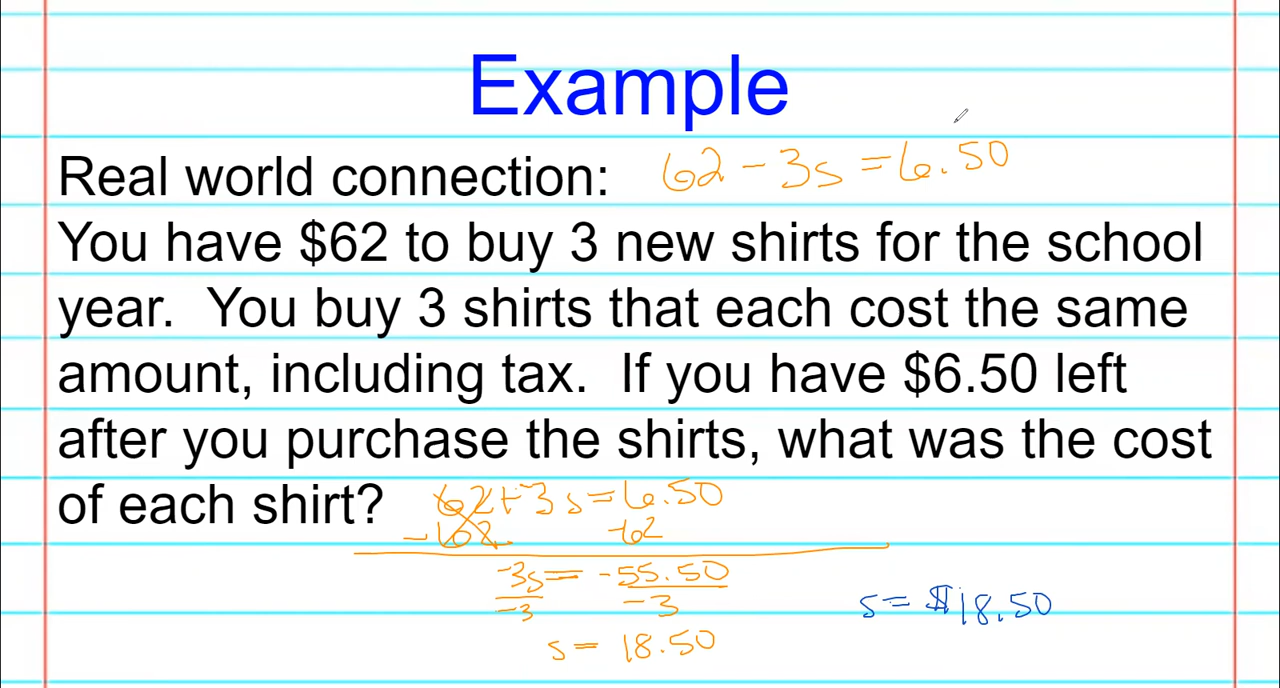 Example
Real world connection: 62 - 3s = 6.50
You have $62 to buy 3 new shirts for the school
year. You buy 3 shirts that each cost the same
amount, including tax. If you have $6.50 left
after you purchase the shirts, what was the cost
of each shirt? 62 + -3s = 6.50
-62 -62
-3s = -55.50
-3 -3
s = $18.50
s = 18.50